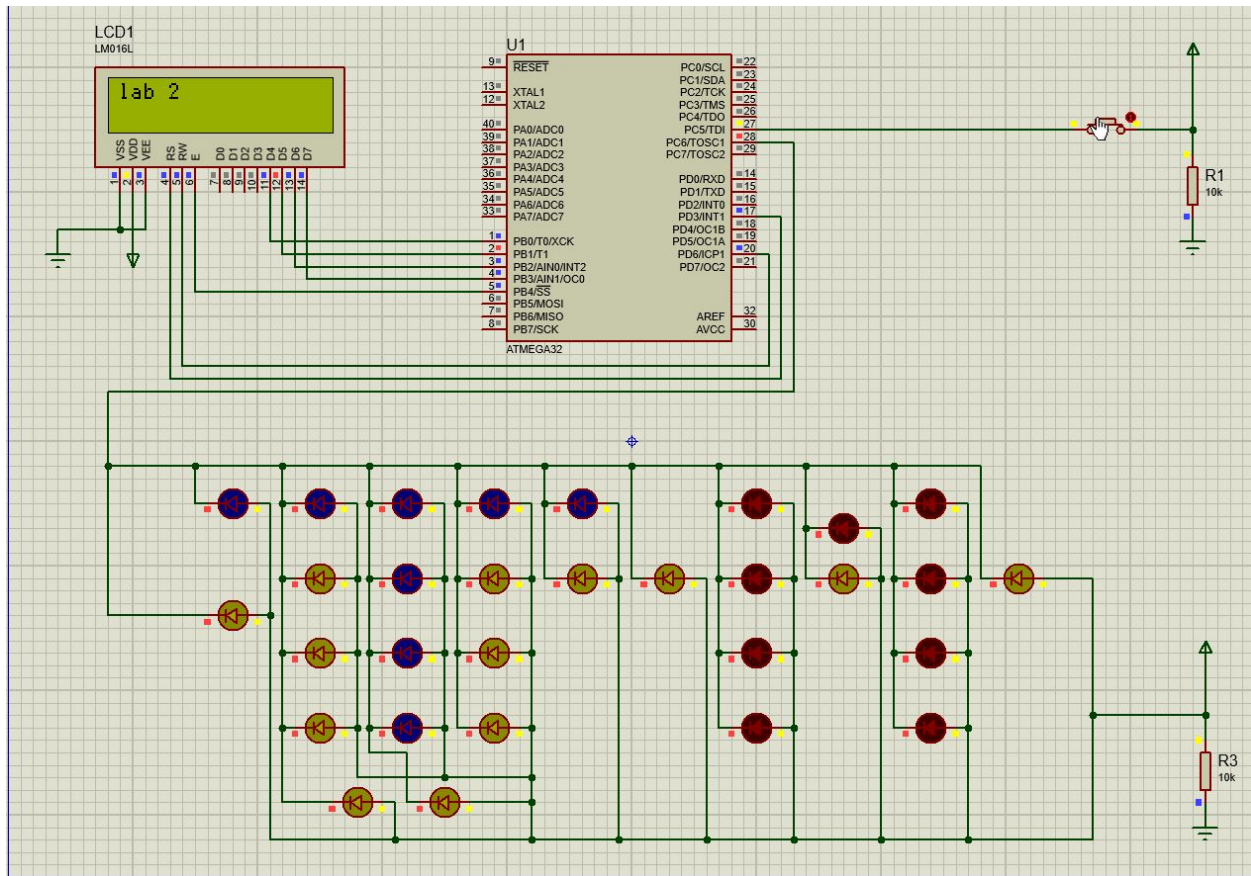 LCD1
LM016L
lab 2
VSS
VDD
VEE
RS
RW
E
D0
D1
D2
D3
D4
D5
D6
D7
1
2
3
4
5
6
7
8
9
10
11
12
13
14
U1
9
RESET
13
XTAL1
12
XTAL2
40
PA0/ADC0
39
PA1/ADC1
38
PA2/ADC2
37
PA3/ADC3
36
PA4/ADC4
35
PA5/ADC5
34
PA6/ADC6
33
PA7/ADC7
1
PB0/T0/XCK
2
PB1/T1
3
PB2/AIN0/INT2
4
PB3/AIN1/OC0
5
PB4/SS
6
PB5/MOSI
7
PB6/MISO
8
PB7/SCK
PC0/SCL
22
PC1/SDA
23
PC2/TCK
24
PC3/TMS
25
PC4/TDO
26
PC5/TDI
27
PC6/TOSC1
28
PC7/TOSC2
29
PD0/RXD
14
PD1/TXD
15
PD2/INT0
16
PD3/INT1
17
PD4/OC1B
18
PD5/OC1A
19
PD6/ICP1
20
PD7/OC2
21
AREF
32
AVCC
30
ATMEGA32
R1
10k
R3
10k